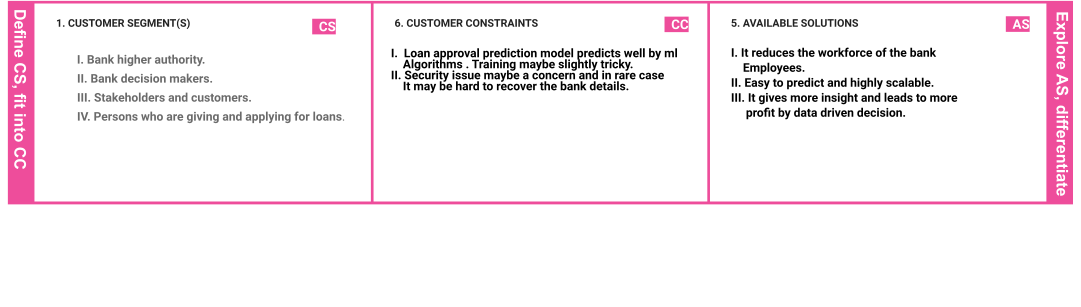 Define CS, fit into CC
1. CUSTOMER SEGMENT(S)
CS
I. Bank higher authority.
II. Bank decision makers.
III. Stakeholders and customers.
IV. Persons who are giving and applying for loans.
6. CUSTOMER CONSTRAINTS
CC
I. Loan approval prediction model predicts well by ml
Algorithms . Training maybe slightly tricky.
II. Security issue maybe a concern and in rare case
It may be hard to recover the bank details.
5. AVAILABLE SOLUTIONS
AS
I. It reduces the workforce of the bank
Employees.
II. Easy to predict and highly scalable.
III. It gives more insight and leads to more
profit by data driven decision.
Explore AS, differentiate